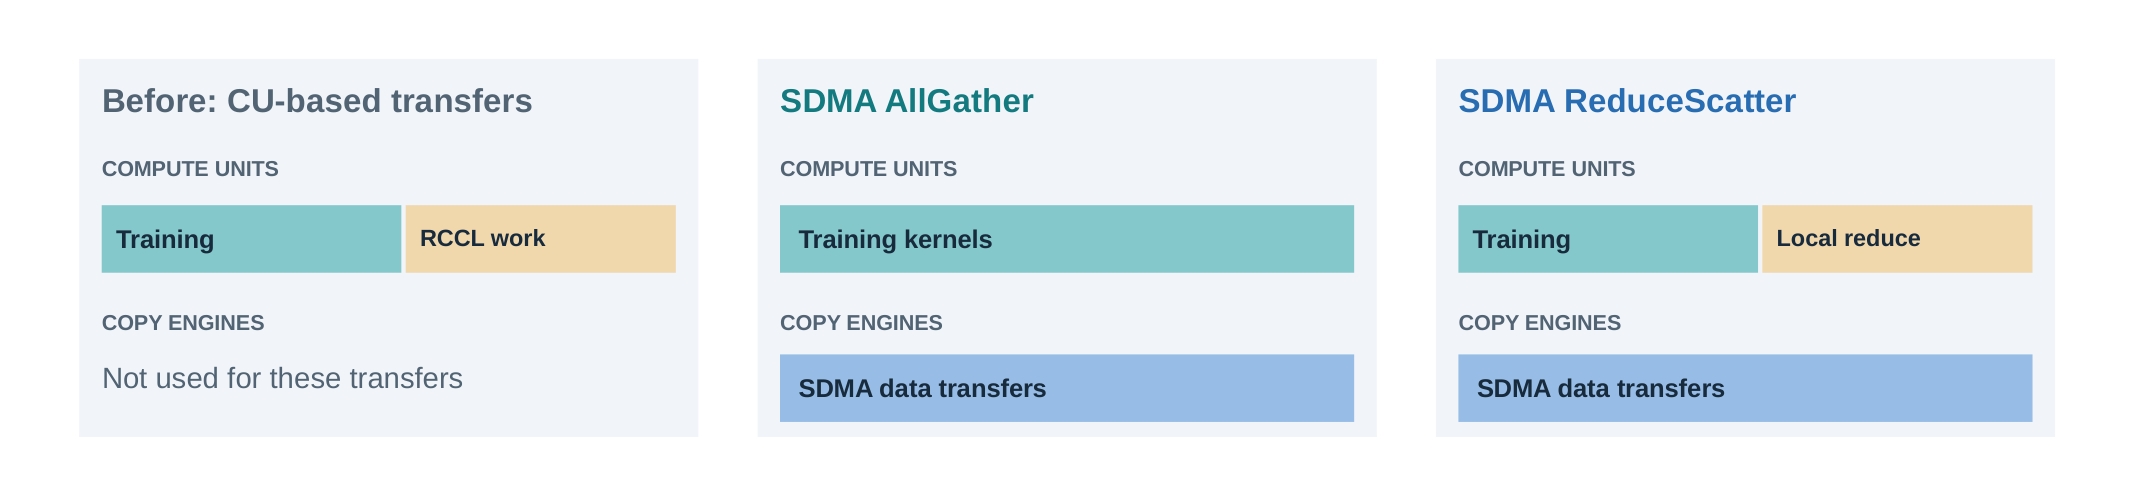 Before: CU-based transfers
COMPUTE UNITS
Training
RCCL work
COPY ENGINES
Not used for these transfers
SDMA AllGather
COMPUTE UNITS
Training kernels
COPY ENGINES
SDMA data transfers
SDMA ReduceScatter
COMPUTE UNITS
Training
Local reduce
COPY ENGINES
SDMA data transfers